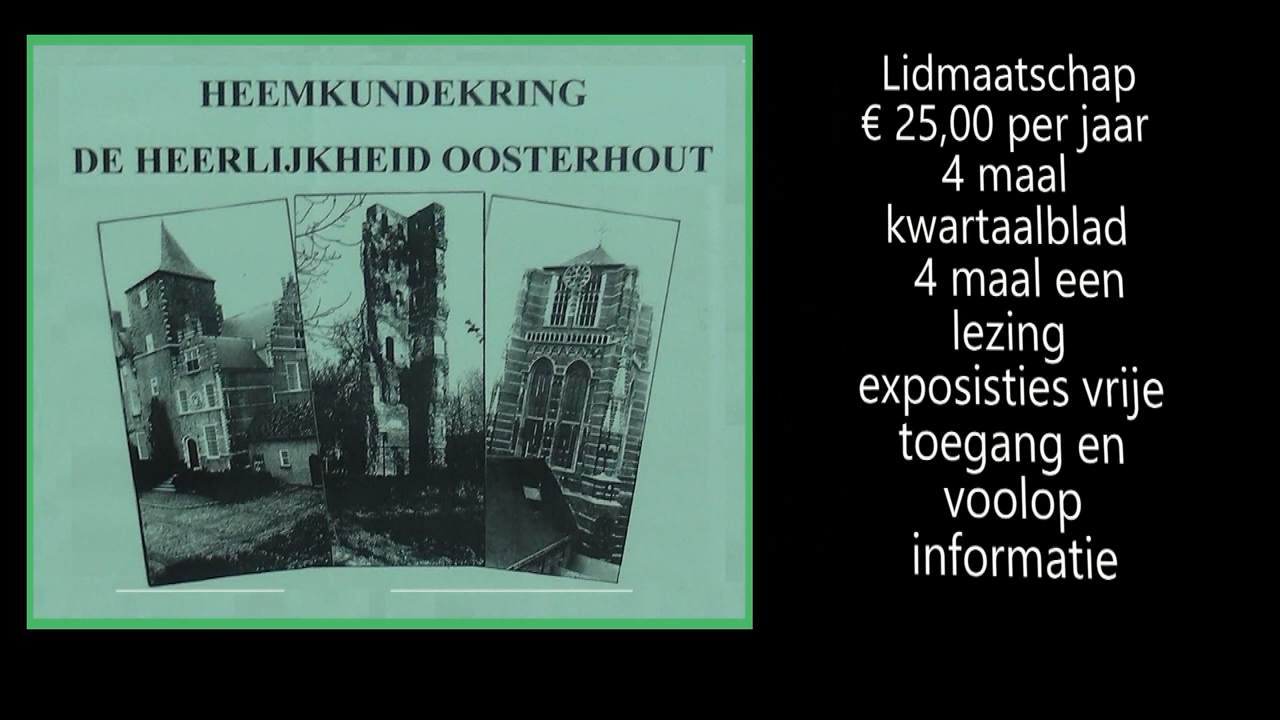 HEEMKUNDEKRING
DE HEERLIJKHEID OOSTERHOUT
Lidmaatschap
€ 25,00 per jaar
4 maal
kwartaalblad
4 maal een
lezing
exposisties vrije
toegang en
voolop
informatie